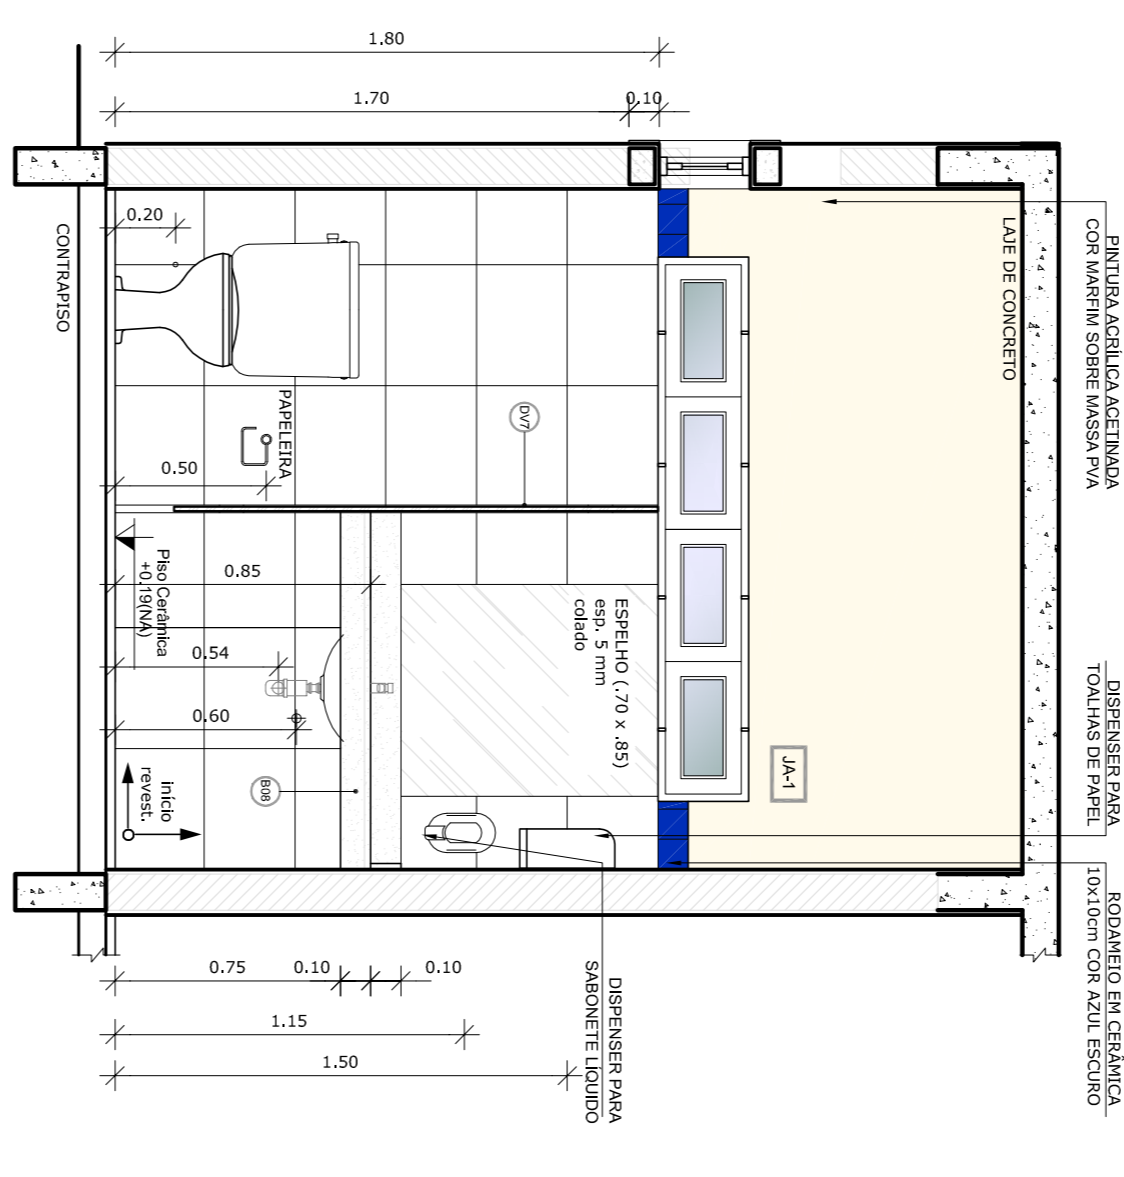 PINTURA ACRÍLICA ACETINADA
COR MARFIM SOBRE MASSA PVA
DISPENSER PARA
TOALHAS DE PAPEL
RODAMEIO EM CERÂMICA
10x10cm COR AZUL ESCURO
LAJE DE CONCRETO
JA-1
1.80
1.70
0.10
0.20
CONTRAPISO
PAPELEIRA
DV7
0.50
ESPELHO (.70 x .85)
esp. 5 mm
colado
0.85
Piso Cerâmica
+0.19(NA)
0.54
0.60
B08
início
revest.
DISPENSER PARA
SABONETE LÍQUIDO
0.75
0.10
0.10
1.15
1.50